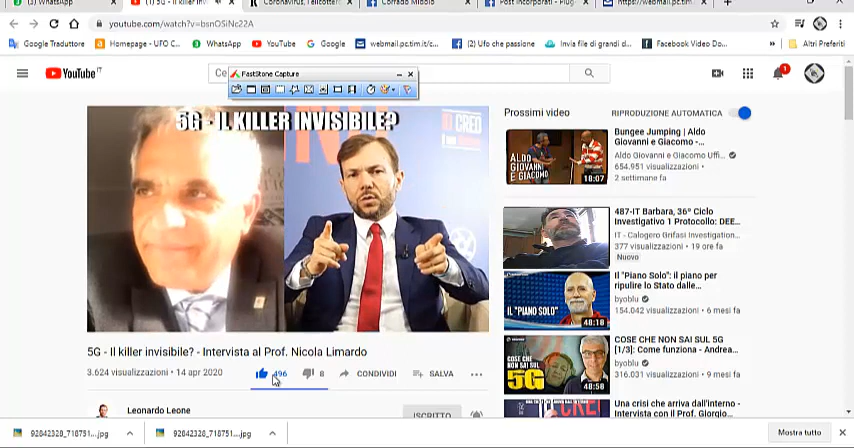 WhatsApp
(1) 5G - Il killer invi
Coronavirus, l'elicotter
Corrado Middlo
Post Incorporati - Plug
https://webmail.pc.tim.
youtube.com/watch?v=bsnOSiNc22A
Google Traduttore
Homepage - UFO C...
WhatsApp
YouTube
Google
webmail.pc.tim.it/c...
(2) Ufo che passione
Invia file di grandi d...
Facebook Video Do...
»
Altri Preferiti
YouTube IT
Ce
FastStone Capture
1
5G - IL KILLER INVISIBILE?
CREO
Prossimi video
RIPRODUZIONE AUTOMATICA
ALDO
GIOVANNI
E GIACOMO
18:07
Bungee Jumping | Aldo
Giovanni e Giacomo -...
Aldo Giovanni e Giacomo Uffi...
654.951 visualizzazioni •
2 settimane fa
487-IT Barbara, 36° Ciclo
Investigativo 1 Protocollo: DEE...
IT - Calogero Grifasi Investigation...
377 visualizzazioni • 19 ore fa
Nuovo
IL "PIANO SOLO"
48:18
Il "Piano Solo": il piano per
ripulire lo Stato dalle...
byoblu
154.042 visualizzazioni • 6 mesi fa
COSE
CHE NON
SAI SUL
5G
48:58
COSE CHE NON SAI SUL 5G
[1/3]: Come funziona - Andrea...
byoblu
316.031 visualizzazioni • 9 mesi fa
Una crisi che arriva dall'interno -
Intervista con il Prof. Giorgio...
5G - Il killer invisibile? - Intervista al Prof. Nicola Limardo
3.624 visualizzazioni • 14 apr 2020
496
8
CONDIVIDI
SALVA
Leonardo Leone
ISCRITTO
92842328_718751....jpg
92842328_718751....jpg
Mostra tutto